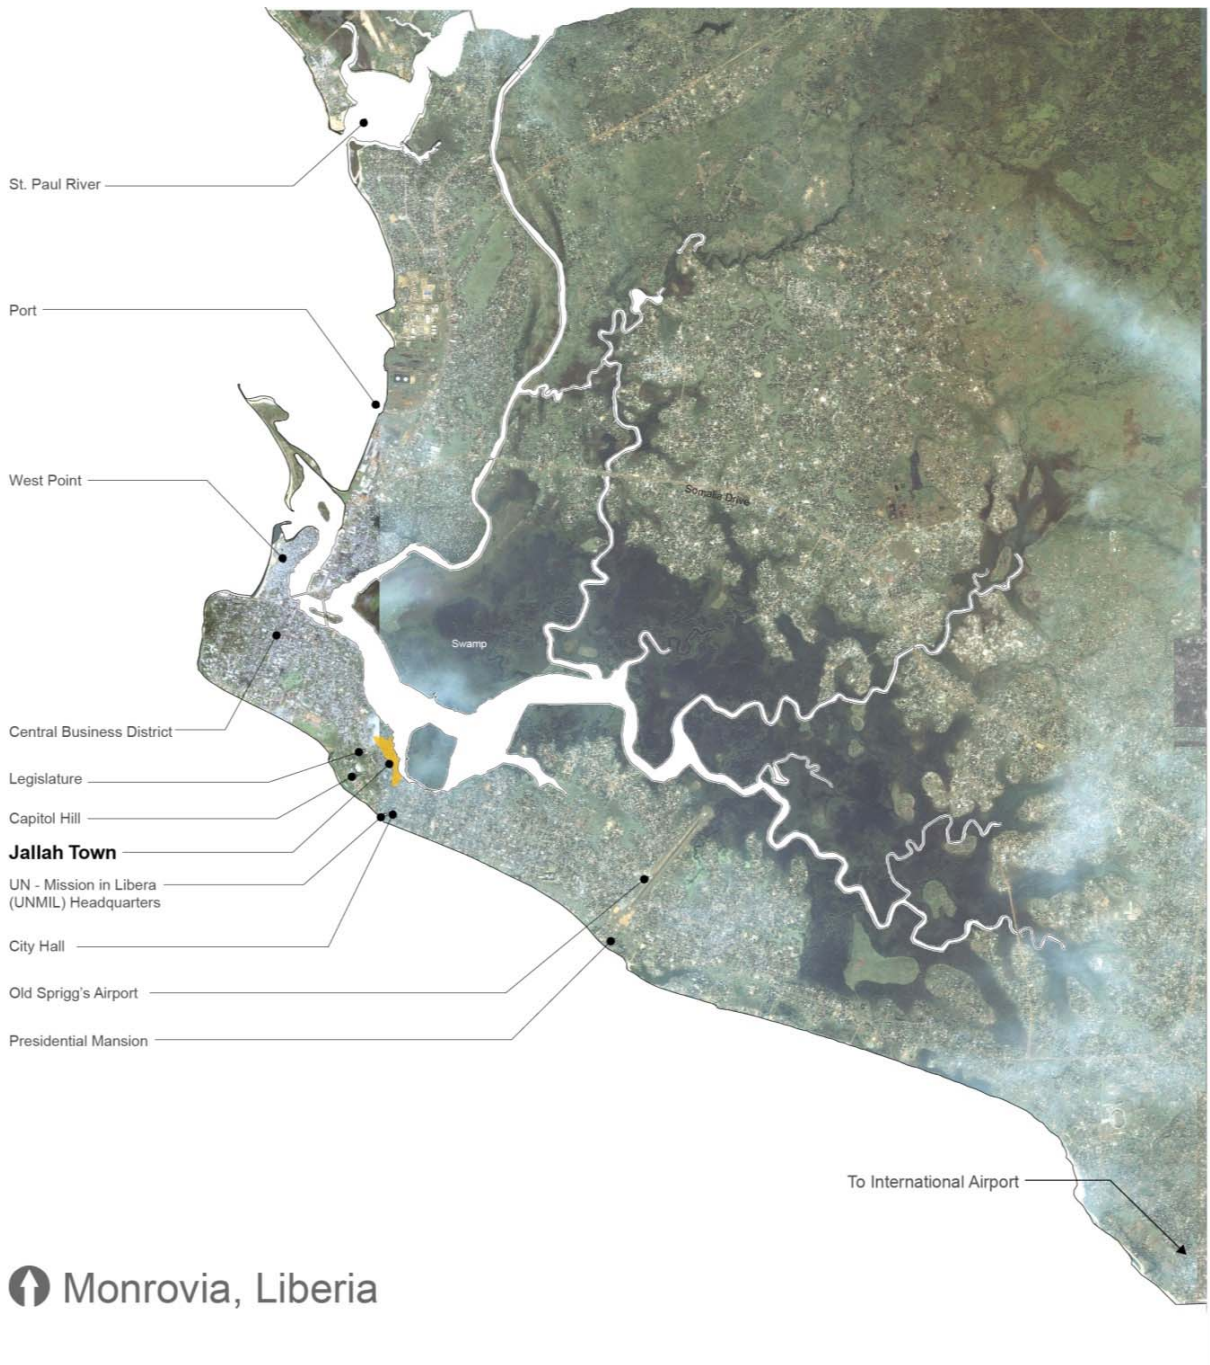 St. Paul River
Port
West Point
Somalia Drive
Swamp
Central Business District
Legislature
Capitol Hill
Jallah Town
UN - Mission in Libera
(UNMIL) Headquarters
City Hall
Old Sprigg's Airport
Presidential Mansion
To International Airport
Monrovia, Liberia